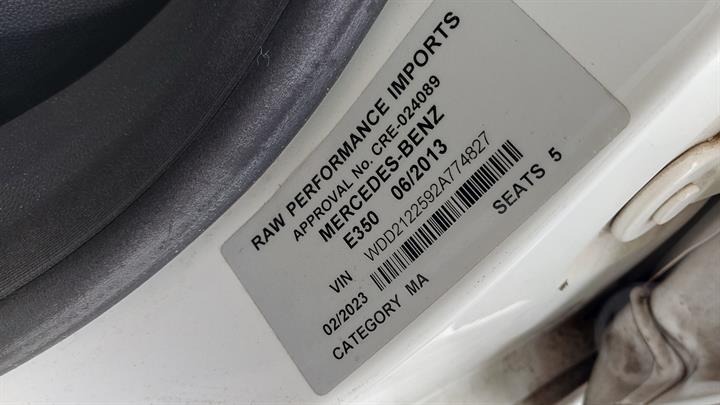 RAW PERFORMANCE IMPORTS
APPROVAL No. CRE-024089
MERCEDES-BENZ
E350 06/2013
VIN WDD2122592A774827
02/2023 SEATS 5
CATEGORY MA